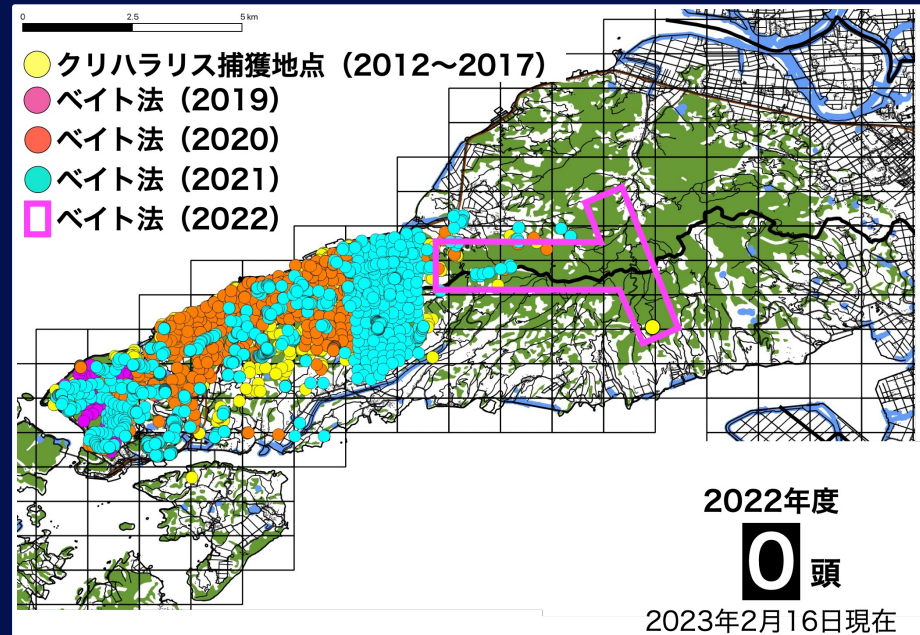 0 2.5 5 km
クリハラリス捕獲地点（2012〜2017）
ベイト法（2019）
ベイト法（2020）
ベイト法（2021）
ベイト法（2022）
2022年度
0 頭
2023年2月16日現在